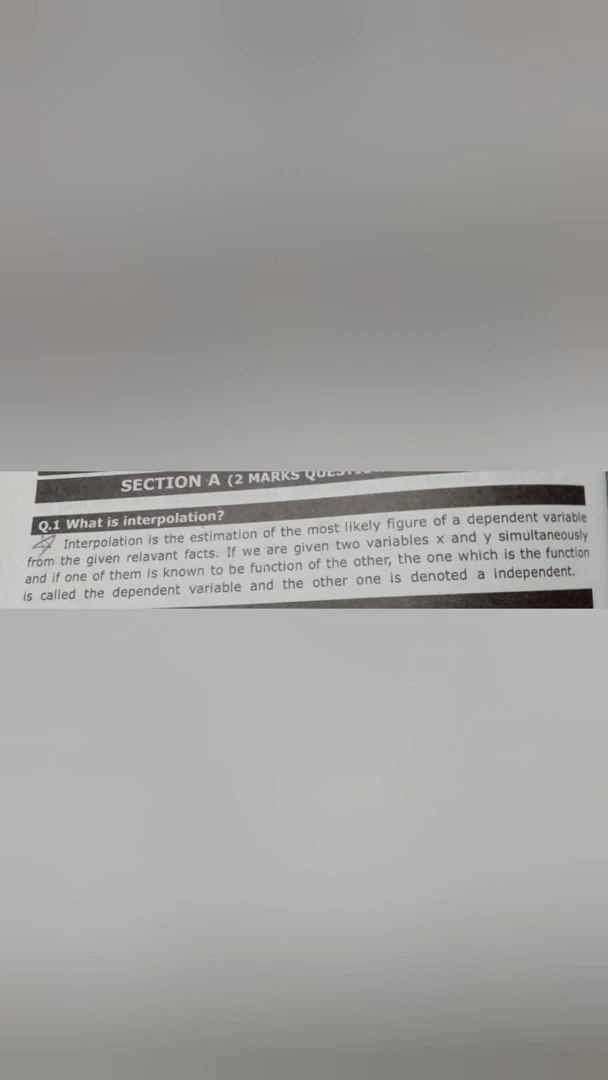 SECTION A (2 MARKS
Q.1 What is interpolation?
Interpolation is the estimation of the most likely figure of a dependent variable
from the given relavant facts. If we are given two variables x and y simultaneously
and if one of them is known to be function of the other, the one which is the function
is called the dependent variable and the other one is denoted a independent.